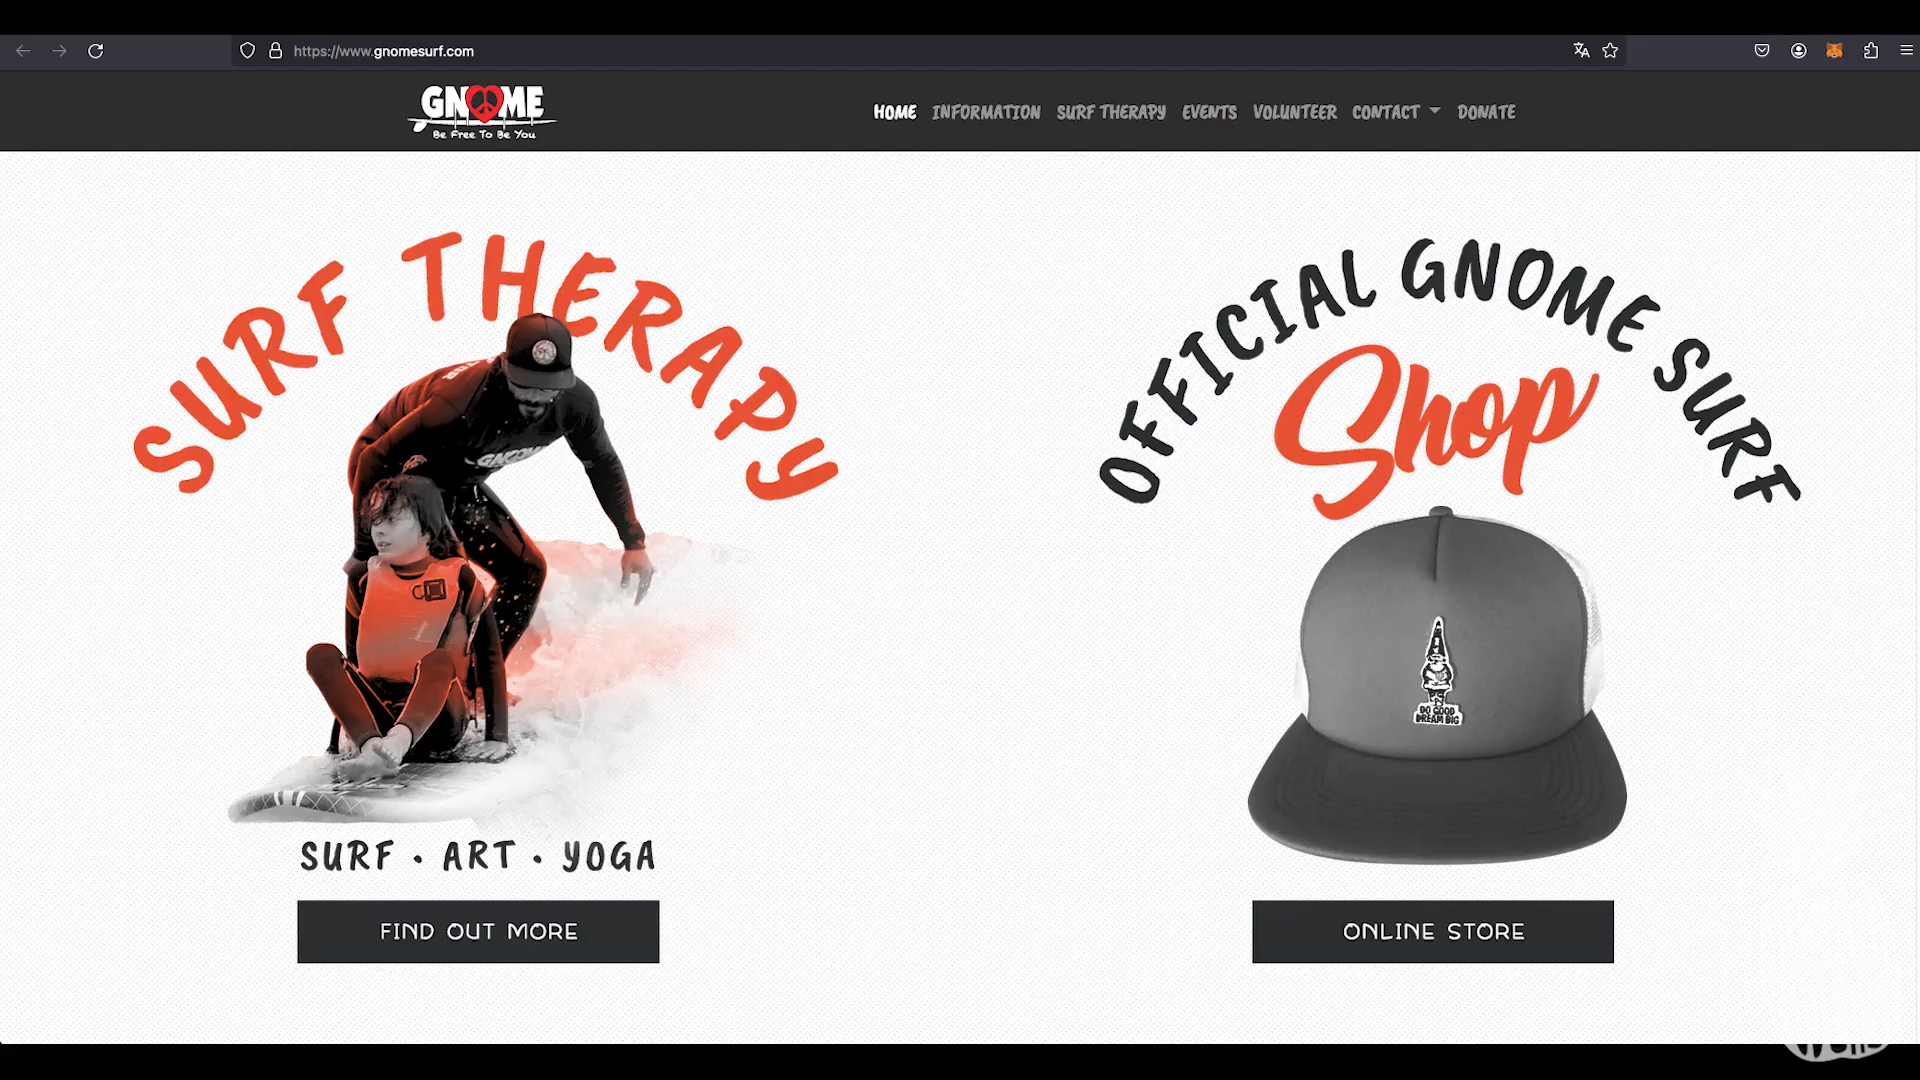 https://www.gnomesurf.com
GNOME
Be Free To Be You
HOME INFORMATION SURF THERAPY EVENTS VOLUNTEER CONTACT DONATE
SURF THERAPY
SURF · ART · YOGA
FIND OUT MORE
OFFICIAL GNOME SURF
Shop
DO GOOD
DREAM BIG
ONLINE STORE